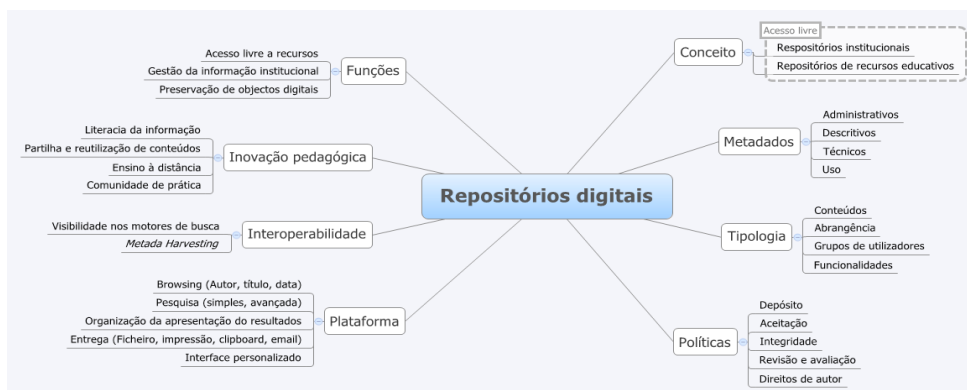 Repositórios digitais
Funções
Acesso livre a recursos
Gestão da informação institucional
Preservação de objectos digitais
Inovação pedagógica
Literacia da informação
Partilha e reutilização de conteúdos
Ensino à distância
Comunidade de prática
Interoperabilidade
Visibilidade nos motores de busca
Metada Harvesting
Plataforma
Browsing (Autor, título, data)
Pesquisa (simples, avançada)
Organização da apresentação do resultados
Entrega (Ficheiro, impressão, clipboard, email)
Interface personalizado
Conceito
Acesso livre
Respositórios institucionais
Repositórios de recursos educativos
Metadados
Administrativos
Descritivos
Técnicos
Uso
Tipologia
Conteúdos
Abrangência
Grupos de utilizadores
Funcionalidades
Políticas
Depósito
Aceitação
Integridade
Revisão e avaliação
Direitos de autor